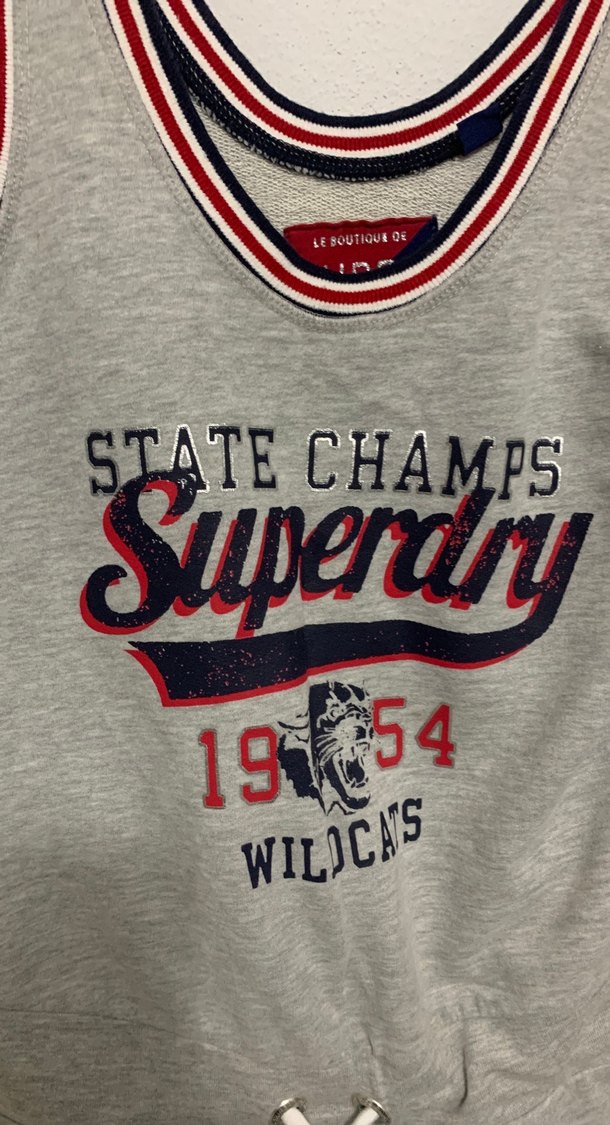 LE BOUTIQUE DE
STATE CHAMPS
Superdry
1954
WILDCATS